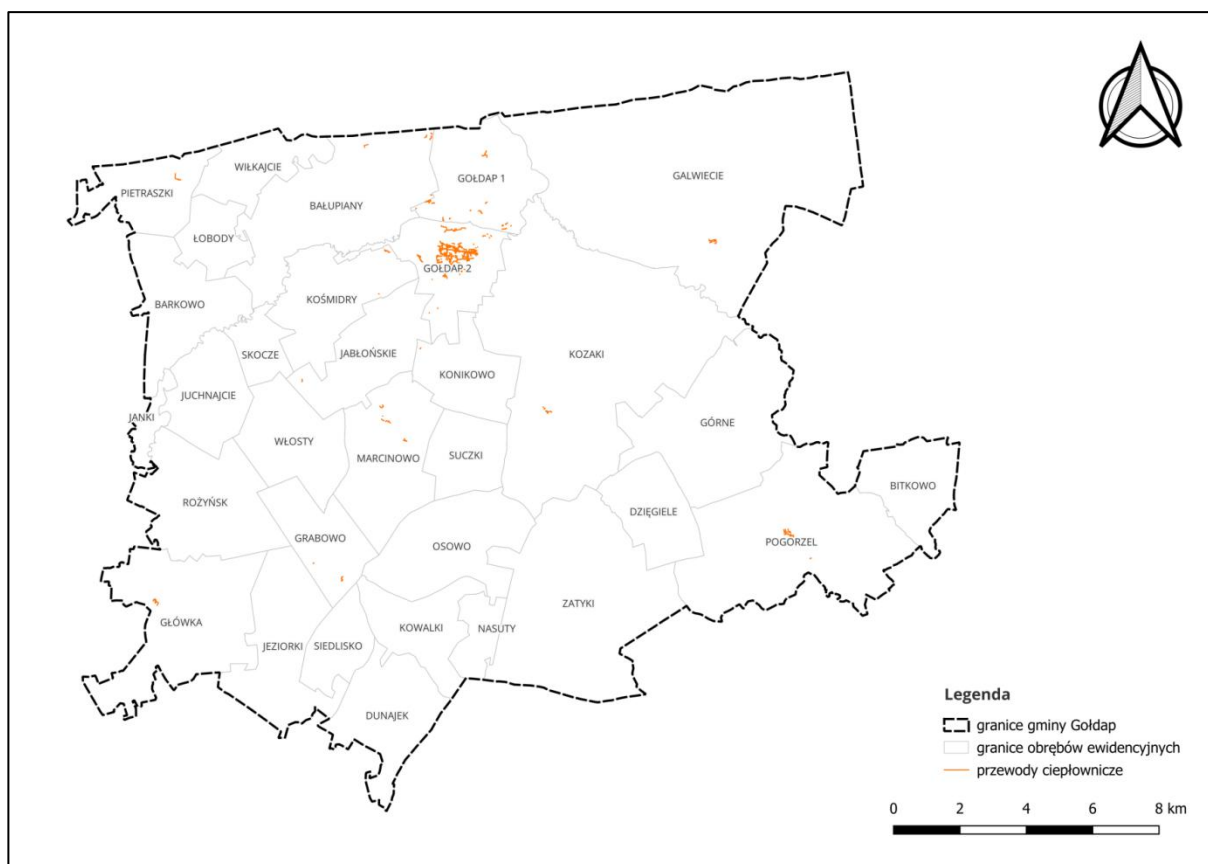 WIŁKAJCIE
PIETRASZKI
GOŁDAP 1
GALWIECIE
BAŁUPIANY
ŁOBODY
GOŁDAP 2
BARKOWO
KOŚMIDRY
SKOCZE
JABŁOŃSKIE
KOZAKI
KONIKOWO
JUCHNAJCIE
JANKI
GÓRNE
WŁOSTY
MARCINOWO
SUCZKI
BITKOWO
ROŻYŃSK
DZIĘGIELE
GRABOWO
OSOWO
POGORZEL
ZATYKI
GŁÓWKA
KOWALKI
NASUTY
JEZIORKI
SIEDLISKO
DUNAJEK
Legenda
granice gminy Gołdap
granice obrębów ewidencyjnych
przewody ciepłownicze
0 2 4 6 8 km